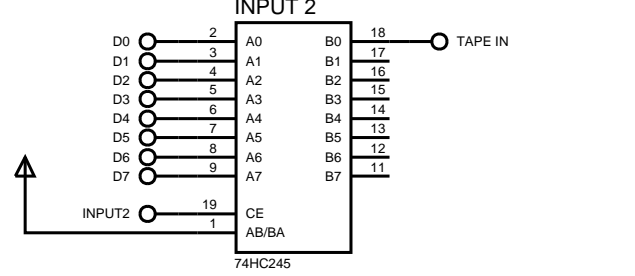 INPUT 2
D0 2 A0 B0 18 TAPE IN
D1 3 A1 B1 17
D2 4 A2 B2 16
D3 5 A3 B3 15
D4 6 A4 B4 14
D5 7 A5 B5 13
D6 8 A6 B6 12
D7 9 A7 B7 11
INPUT2 19 CE
1 AB/BA
74HC245